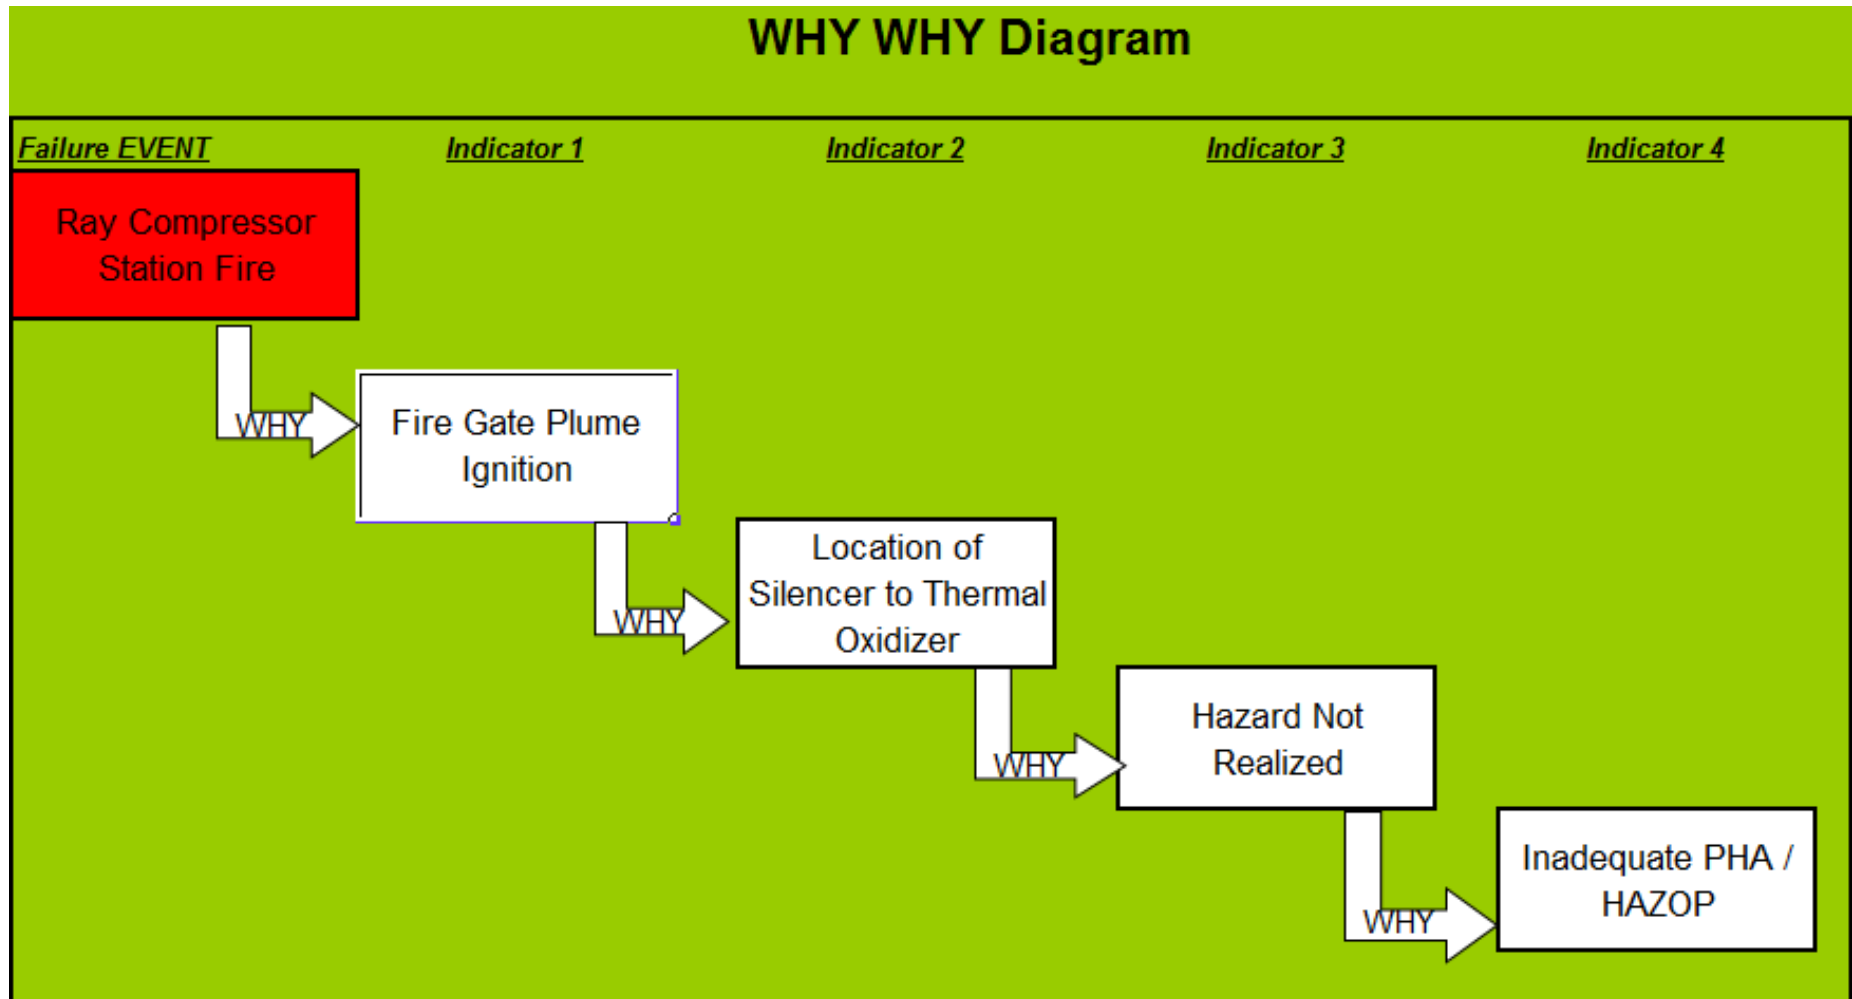 WHY WHY Diagram
Failure EVENT
Indicator 1
Indicator 2
Indicator 3
Indicator 4
Ray Compressor
Station Fire
WHY
Fire Gate Plume
Ignition
WHY
Location of
Silencer to Thermal
Oxidizer
WHY
Hazard Not
Realized
WHY
Inadequate PHA /
HAZOP